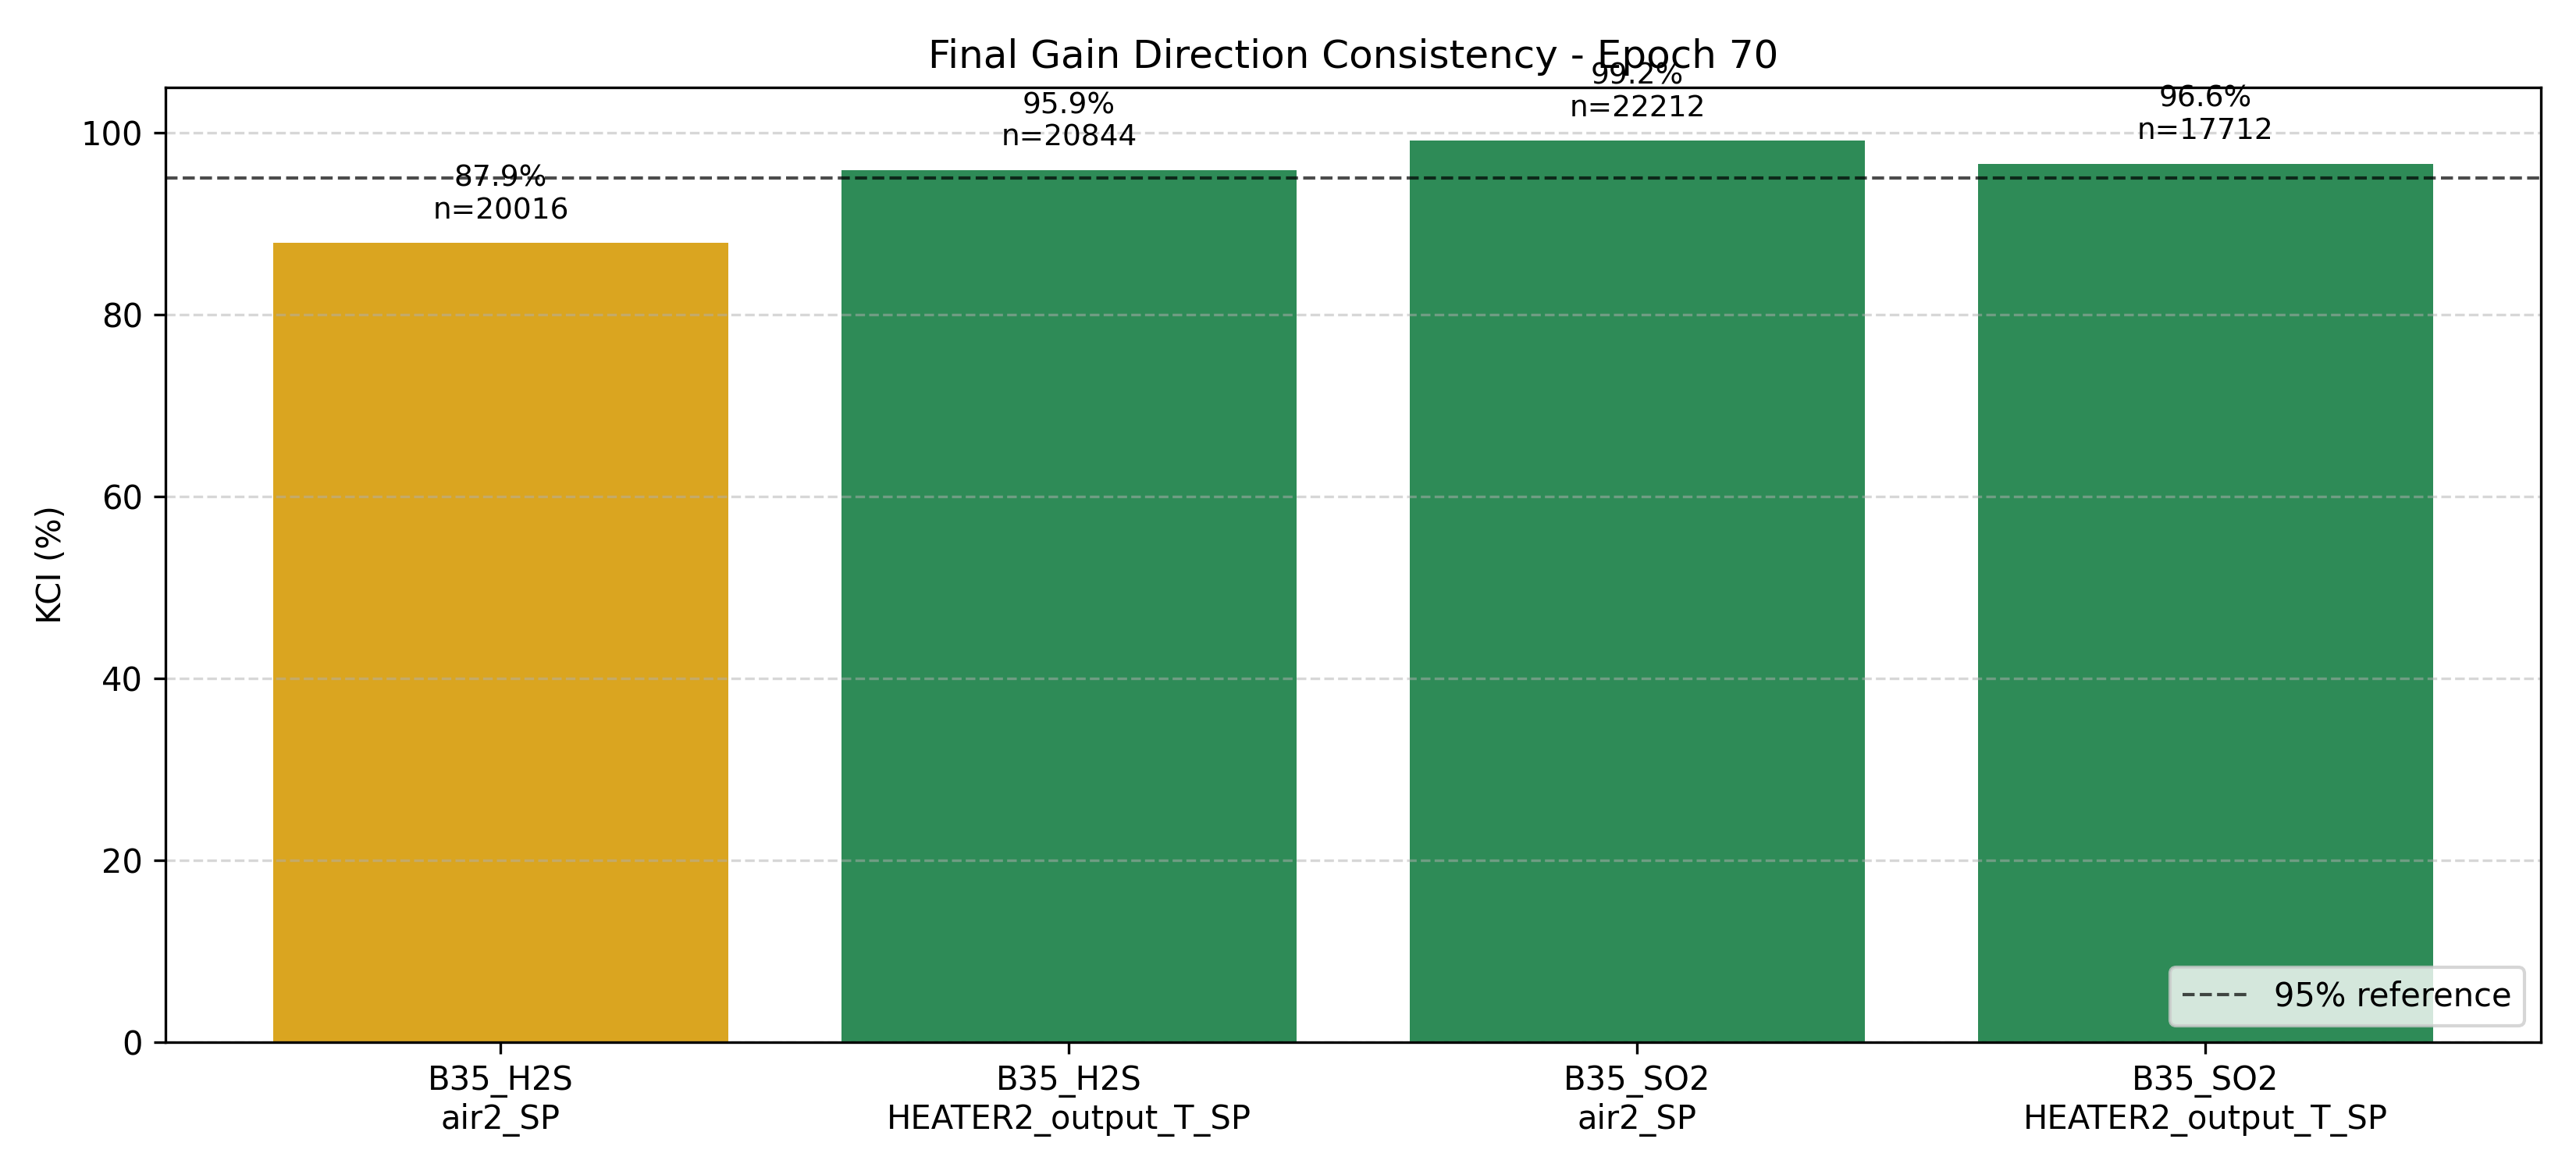 Final Gain Direction Consistency - Epoch 70
KCI (%)
100
80
60
40
20
0
87.9%
n=20016
95.9%
n=20844
99.2%
n=22212
96.6%
n=17712
95% reference
B35_H2S
air2_SP
B35_H2S
HEATER2_output_T_SP
B35_SO2
air2_SP
B35_SO2
HEATER2_output_T_SP